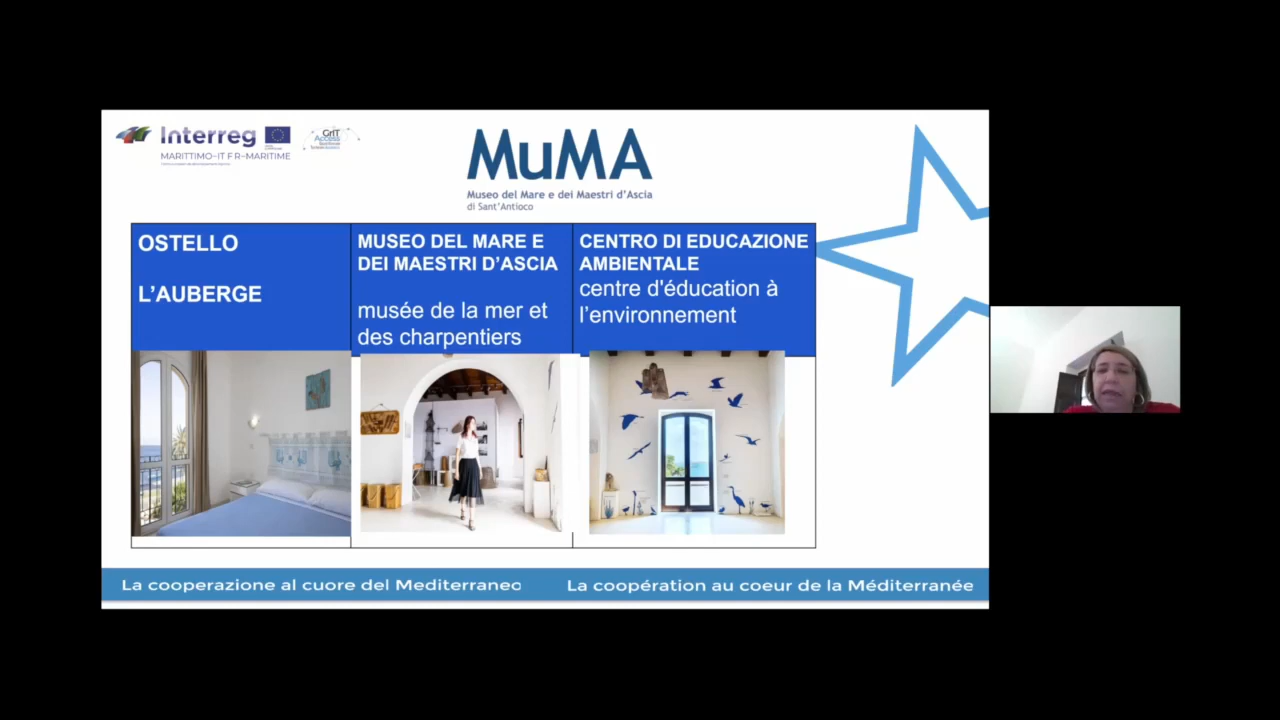 Interreg
MARITTIMO-IT FR-MARITIME
GrIT
Access
MuMA
Museo del Mare e dei Maestri d'Ascia
di Sant'Antioco
OSTELLO
L'AUBERGE
MUSEO DEL MARE E
DEI MAESTRI D'ASCIA
musée de la mer et
des charpentiers
CENTRO DI EDUCAZIONE
AMBIENTALE
centre d'éducation à
l'environnement
La cooperazione al cuore del Mediterraneo
La coopération au coeur de la Méditerranée